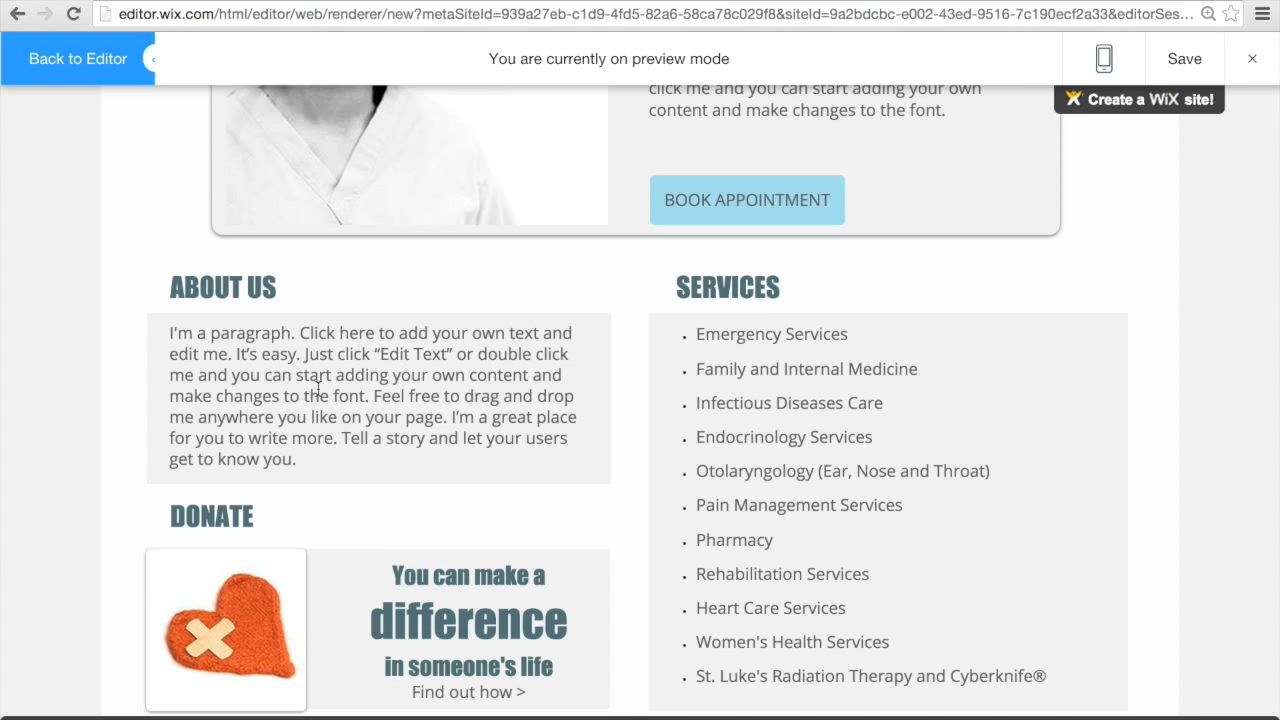 editor.wix.com/html/editor/web/renderer/new?metaSiteId=939a27eb-c1d9-4fd5-82a6-58ca78c029f8&siteId=9a2bdcbc-e002-43ed-9516-7c190ecf2a33&editorSes...
Back to Editor
You are currently on preview mode
Save
Create a WiX site!
click me and you can start adding your own
content and make changes to the font.
BOOK APPOINTMENT
ABOUT US
I'm a paragraph. Click here to add your own text and
edit me. It’s easy. Just click “Edit Text” or double click
me and you can start adding your own content and
make changes to the font. Feel free to drag and drop
me anywhere you like on your page. I’m a great place
for you to write more. Tell a story and let your users
get to know you.
DONATE
You can make a
difference
in someone's life
Find out how >
SERVICES
• Emergency Services
• Family and Internal Medicine
• Infectious Diseases Care
• Endocrinology Services
• Otolaryngology (Ear, Nose and Throat)
• Pain Management Services
• Pharmacy
• Rehabilitation Services
• Heart Care Services
• Women's Health Services
• St. Luke's Radiation Therapy and Cyberknife®